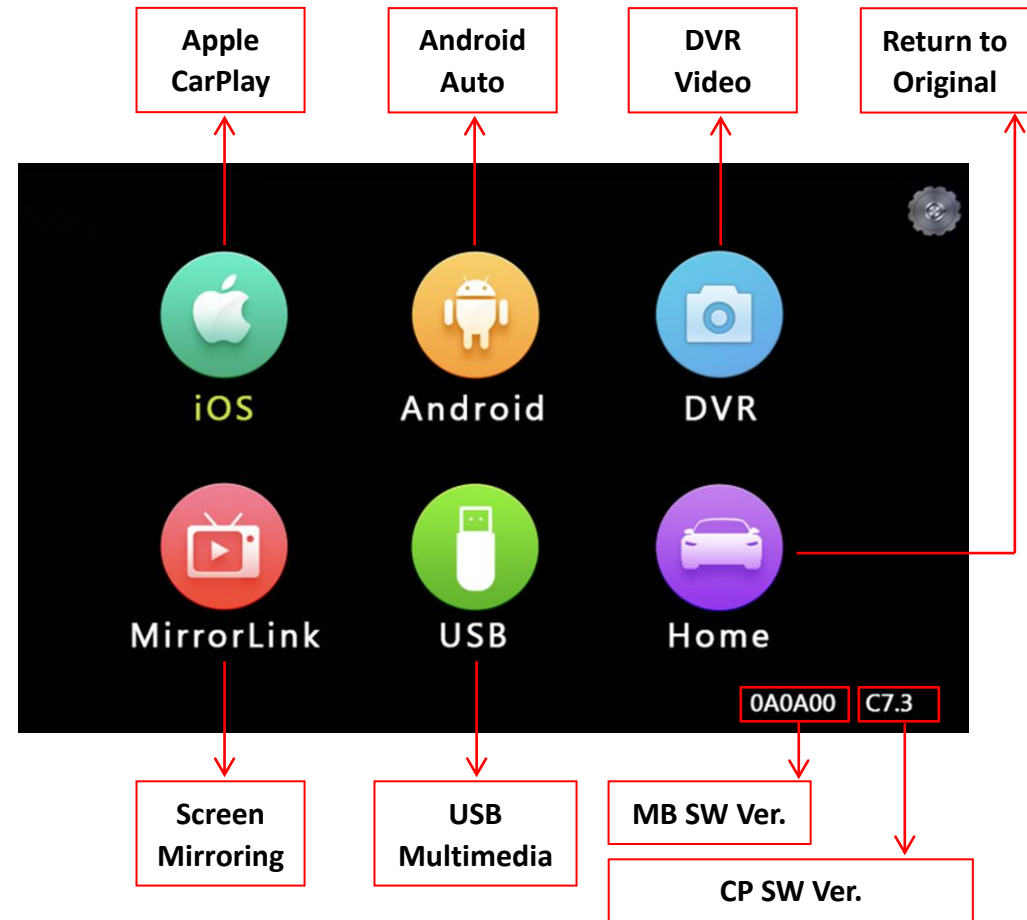 Apple
CarPlay
Android
Auto
DVR
Video
Return to
Original
iOS
Android
DVR
MirrorLink
USB
Home
0A0A00
C7.3
Screen
Mirroring
USB
Multimedia
MB SW Ver.
CP SW Ver.